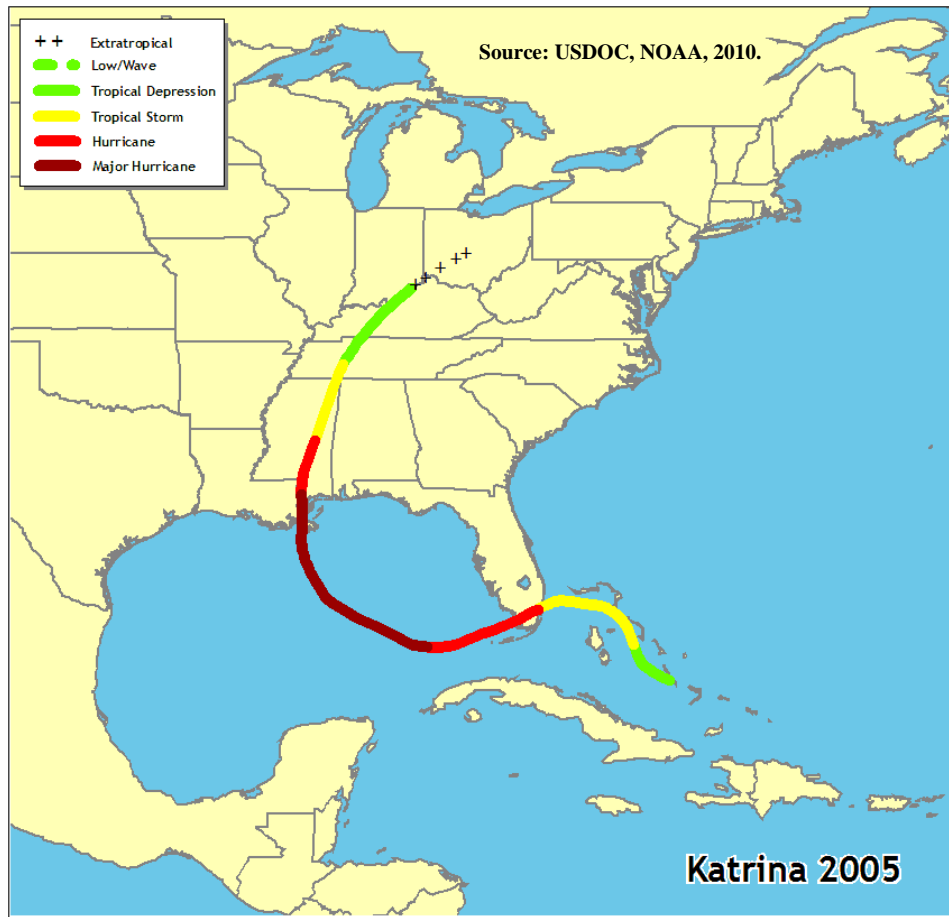 ++ Extratropical
Source: USDOC, NOAA, 2010.
Low/Wave
Tropical Depression
Tropical Storm
Hurricane
Major Hurricane
Katrina 2005